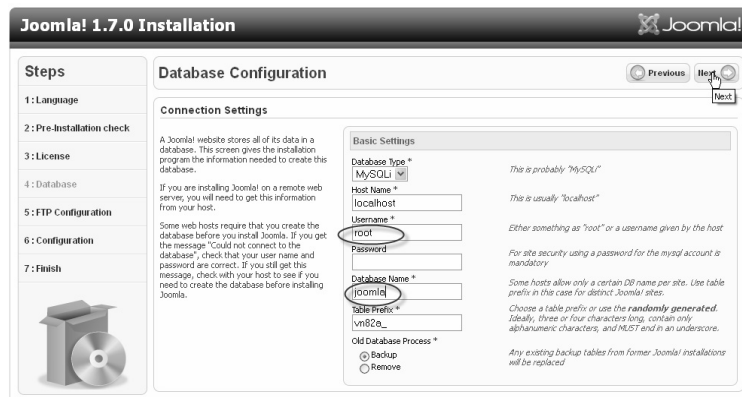 Joomla! 1.7.0 Installation
Joomla!
Steps
1 : Language
2 : Pre-Installation check
3 : License
4 : Database
5 : FTP Configuration
6 : Configuration
7 : Finish
Database Configuration
Previous
Next
Next
Connection Settings
A Joomla! website stores all of its data in a
database. This screen gives the installation
program the information needed to create this
database.
If you are installing Joomla! on a remote web
server, you will need to get this information
from your host.
Some web hosts require that you create the
database before you install Joomla. If you get
the message "Could not connect to the
database", check that your user name and
password are correct. If you still get this
message, check with your host to see if you
need to create the database before installing
Joomla.
Basic Settings
Database Type *
MySQLi
This is probably "MySQLi"
Host Name *
localhost
This is usually "localhost"
Username *
root
Either something as "root" or a username given by the host
Password
For site security using a password for the mysql account is
mandatory
Database Name *
joomla
Some hosts allow only a certain DB name per site. Use table
prefix in this case for distinct Joomla! sites.
Table Prefix *
vn82a_
Choose a table prefix or use the randomly generated.
Ideally, three or four characters long, contain only
alphanumeric characters, and MUST end in an underscore.
Old Database Process *
Backup
Remove
Any existing backup tables from former Joomla! installations
will be replaced